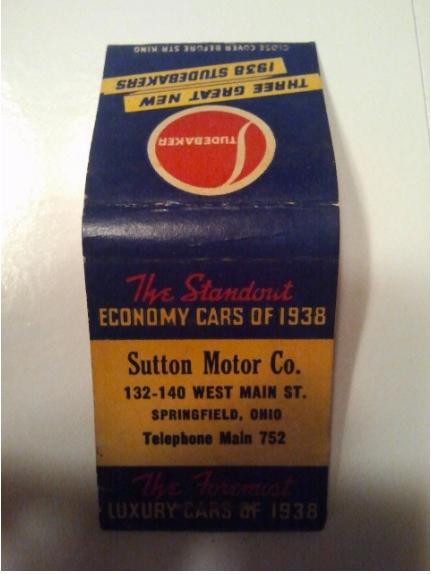 CLOSE COVER BEFORE STRIKING
THREE GREAT NEW
1938 STUDEBAKERS
STUDEBAKER
The Standout
ECONOMY CARS OF 1938
Sutton Motor Co.
132-140 WEST MAIN ST.
SPRINGFIELD, OHIO
Telephone Main 752
The Foremost
LUXURY CARS OF 1938